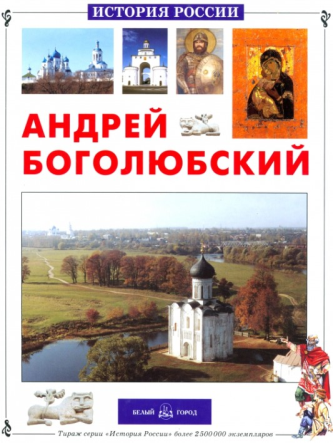 ИСТОРИЯ РОССИИ
АНДРЕЙ
БОГОЛЮБСКИЙ
БЕЛЫЙ ГОРОД
Тираж серии «История России» более 2 500 000 экземпляров